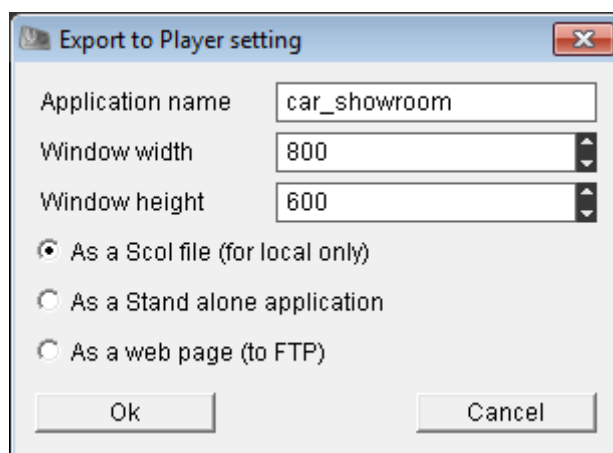 Export to Player setting
Application name car_showroom
Window width 800
Window height 600
As a Scol file (for local only)
As a Stand alone application
As a web page (to FTP)
Ok Cancel